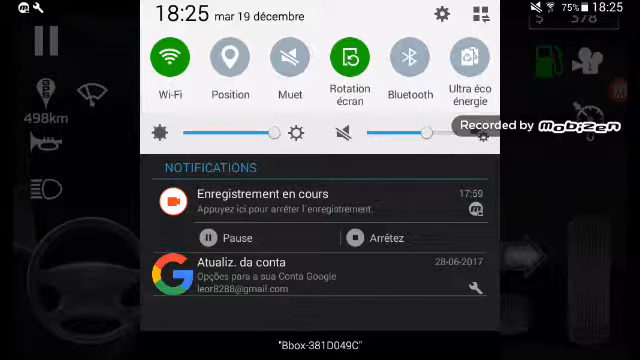 18:25 mar 19 décembre
75% 18:25
$ 378
GPS
498km
Wi-Fi
Position
Muet
Rotation
écran
Bluetooth
Ultra éco
énergie
Recorded by MOBIZEN
NOTIFICATIONS
Enregistrement en cours 17:59
Appuyez ici pour arrêter l'enregistrement.
Pause
Arrêtez
Atualiz. da conta 28-06-2017
Opções para a sua Conta Google
leor8288@gmail.com
"Bbox-381D049C"